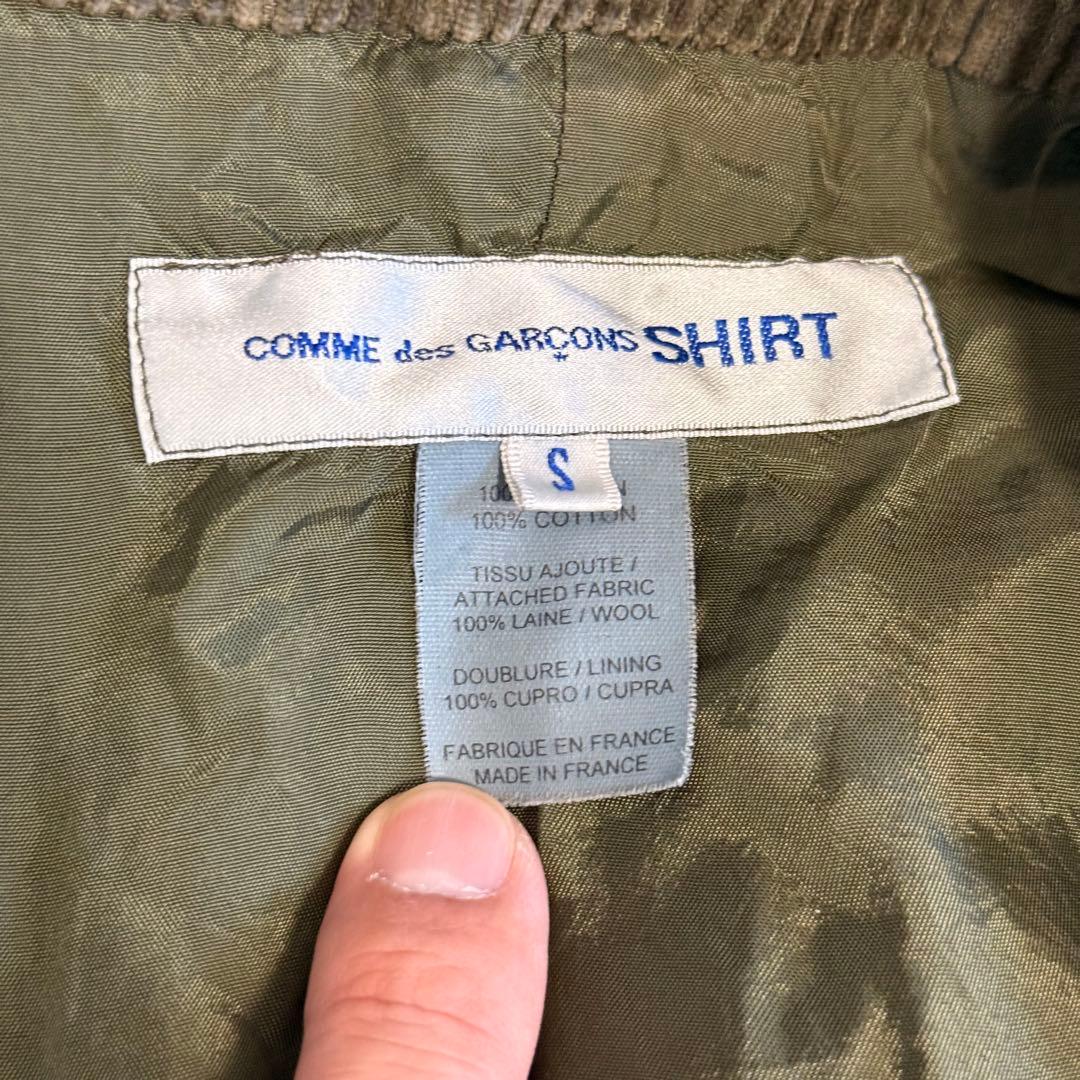 COMME des GARÇONS SHIRT
*
S
100% COTTON
TISSU AJOUTE /
ATTACHED FABRIC
100% LAINE / WOOL
DOUBLURE / LINING
100% CUPRO / CUPRA
FABRIQUE EN FRANCE
MADE IN FRANCE